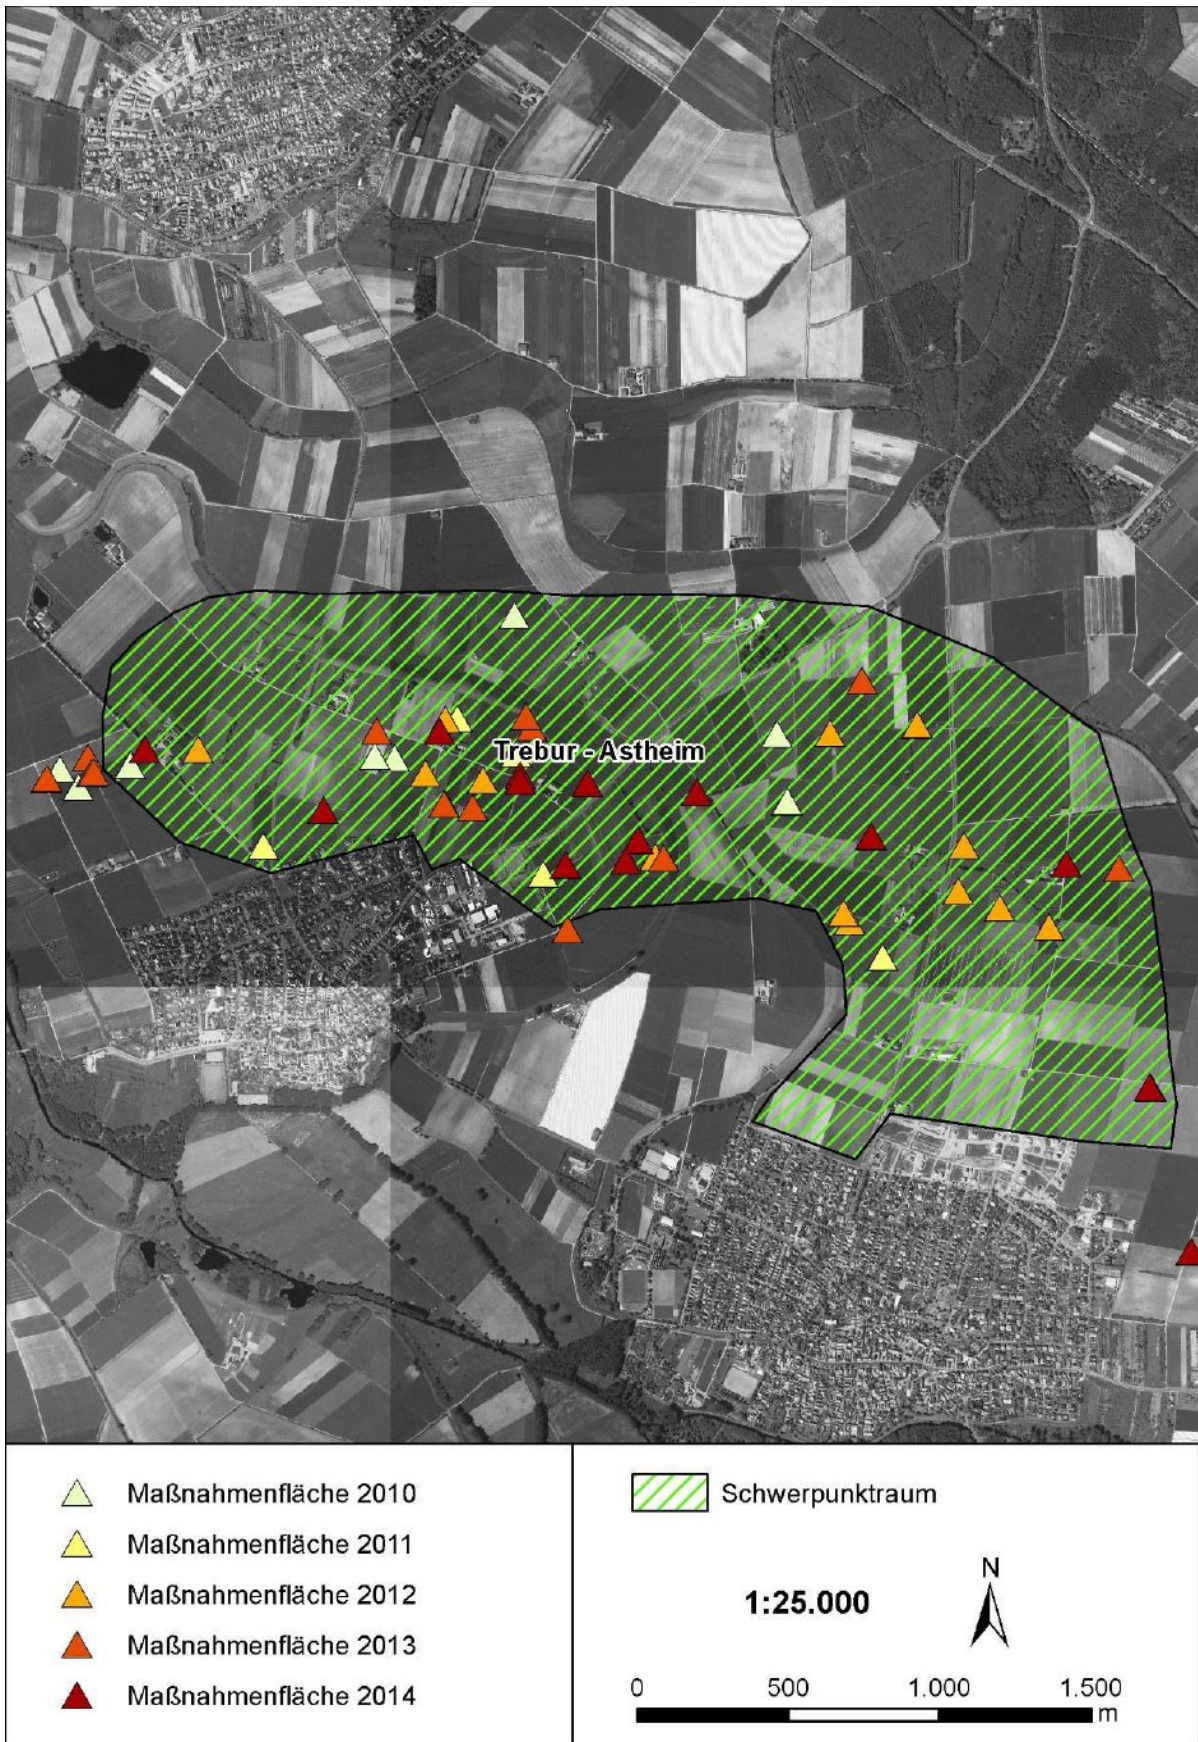 Trebur - Astheim
Maßnahmenfläche 2010
Maßnahmenfläche 2011
Maßnahmenfläche 2012
Maßnahmenfläche 2013
Maßnahmenfläche 2014
Schwerpunktraum
1:25.000
N
0 500 1.000 1.500
m